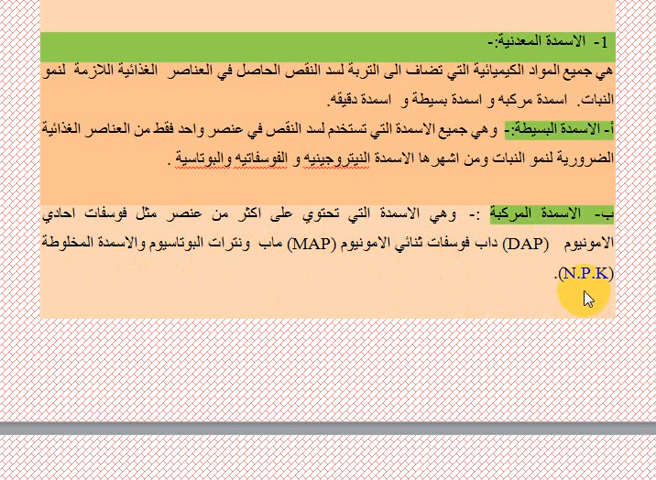 1- الاسمدة المعدنية:-
هي جميع المواد الكيميائية التي تضاف الى التربة لسد النقص الحاصل في العناصر الغذائية اللازمة لنمو
النبات. اسمدة مركبه و اسمدة بسيطة و اسمدة دقيقه.
أ- الاسمدة البسيطة:- وهي جميع الاسمدة التي تستخدم لسد النقص في عنصر واحد فقط من العناصر الغذائية
الضرورية لنمو النبات ومن اشهرها الاسمدة النيتروجينيه و الفوسفاتيه والبوتاسية .
ب- الاسمدة المركبة :- وهي الاسمدة التي تحتوي على اكثر من عنصر مثل فوسفات احادي
الامونيوم (DAP) داب فوسفات ثنائي الامونيوم (MAP) ماب ونترات البوتاسيوم والاسمدة المخلوطة
(N.P.K).